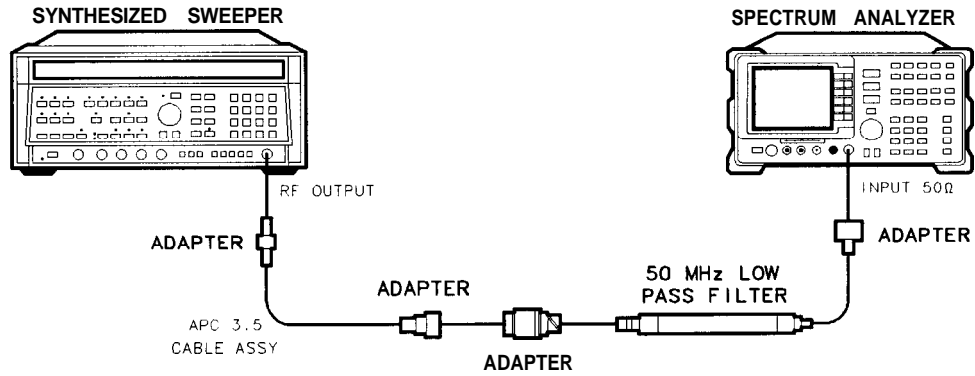 SYNTHESIZED SWEEPER
SPECTRUM ANALYZER
RF OUTPUT
INPUT 50Ω
ADAPTER
ADAPTER
ADAPTER
50 MHz LOW
PASS FILTER
APC 3.5
CABLE ASSY
ADAPTER